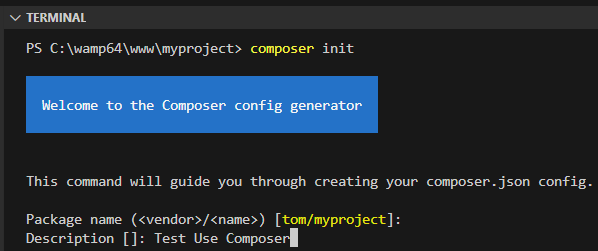 TERMINAL
PS C:\wamp64\www\myproject> composer init
Welcome to the Composer config generator
This command will guide you through creating your composer.json config.
Package name (<vendor>/<name>) [tom/myproject]:
Description []: Test Use Composer